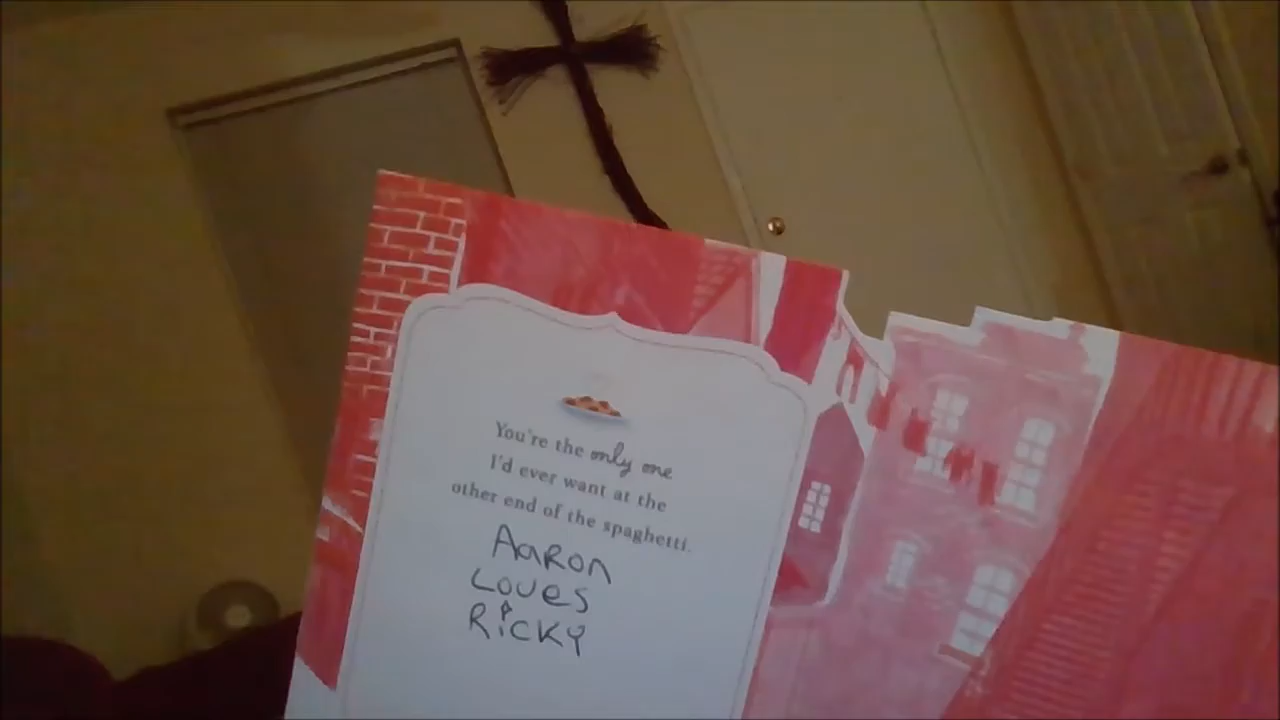 You're the only one
I'd ever want at the
other end of the spaghetti.
AaRon
Loves
RicKy